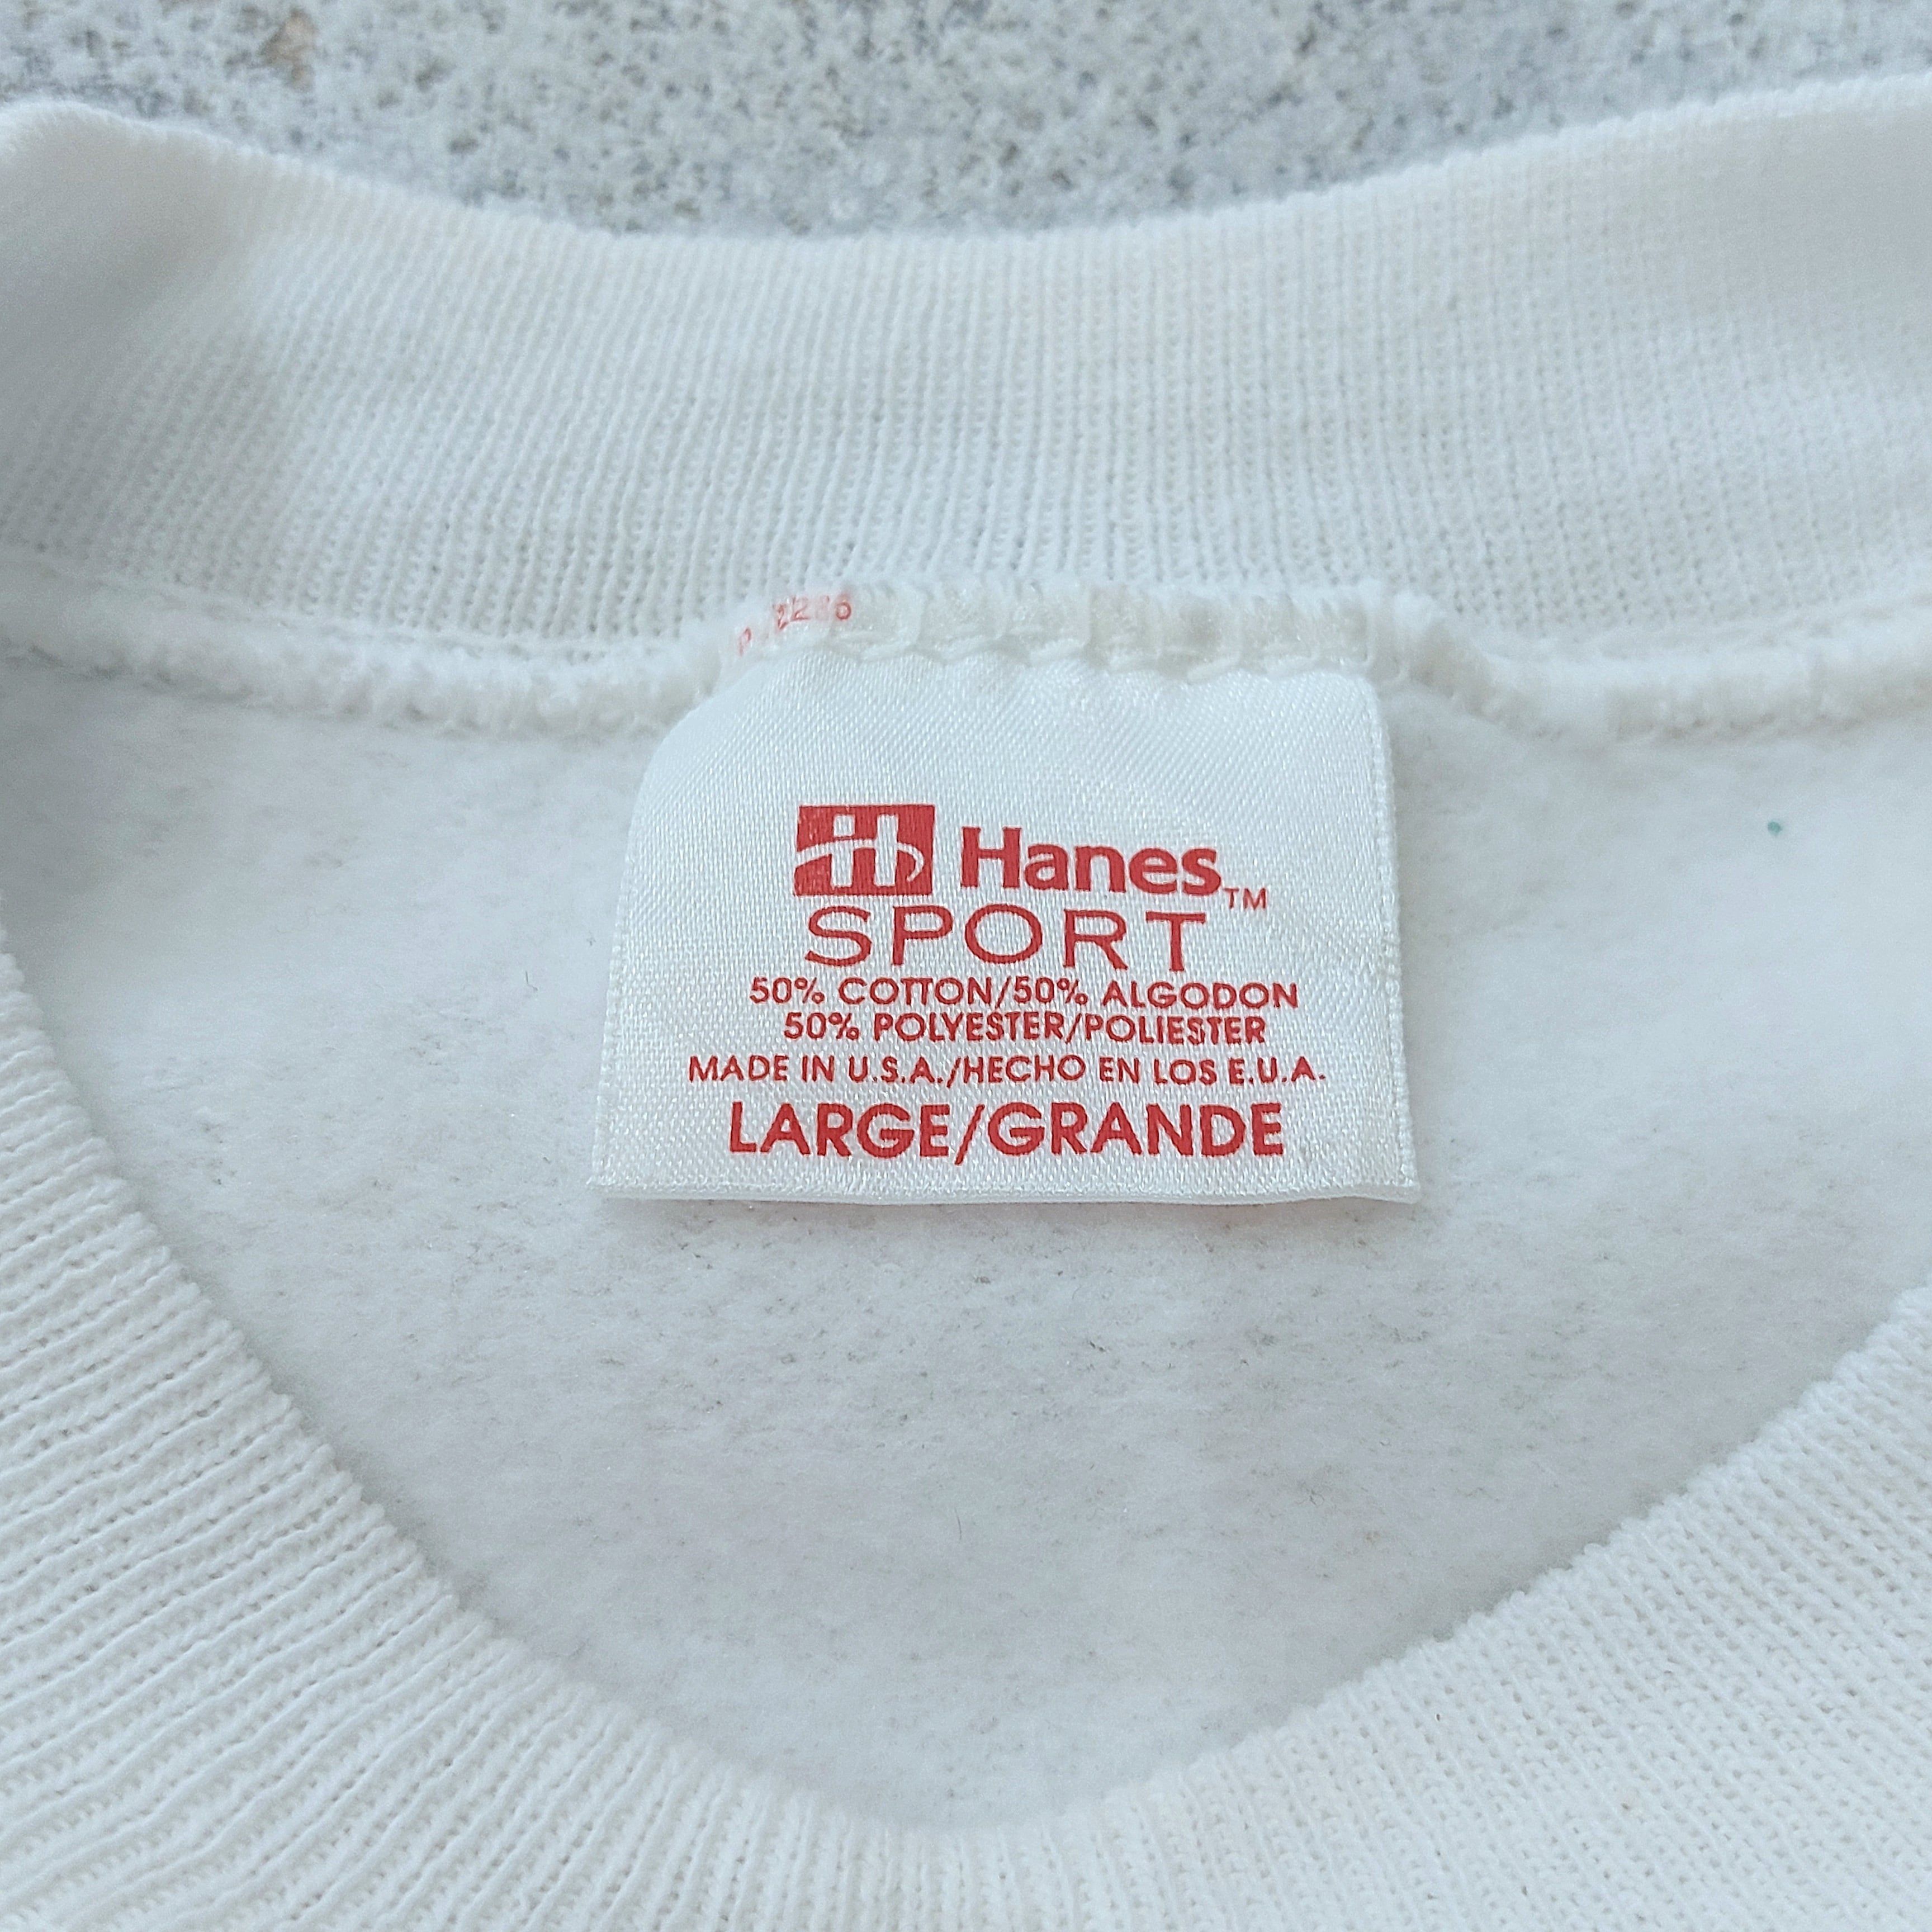 Hanes™
SPORT
50% COTTON/50% ALGODON
50% POLYESTER/POLIESTER
MADE IN U.S.A./HECHO EN LOS E.U.A.
LARGE/GRANDE